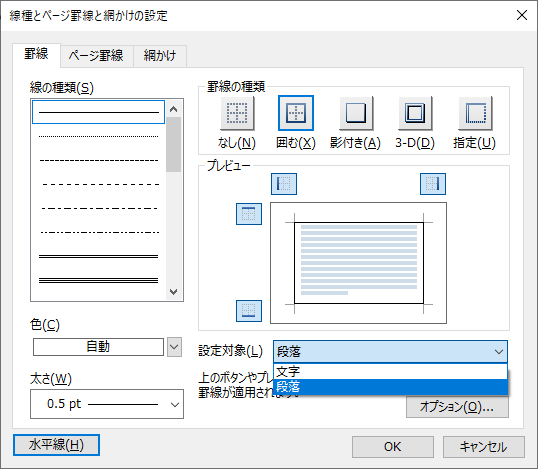 線種とページ罫線と網かけの設定
罫線
ページ罫線
網かけ
線の種類(S)
罫線の種類
なし(N)
囲む(X)
影付き(A)
3-D(D)
指定(U)
プレビュー
色(C)
自動
設定対象(L)
段落
文字
段落
太さ(W)
上のボタンやプレ
罫線が適用されます。
0.5 pt
オプション(O)...
水平線(H)
OK
キャンセル